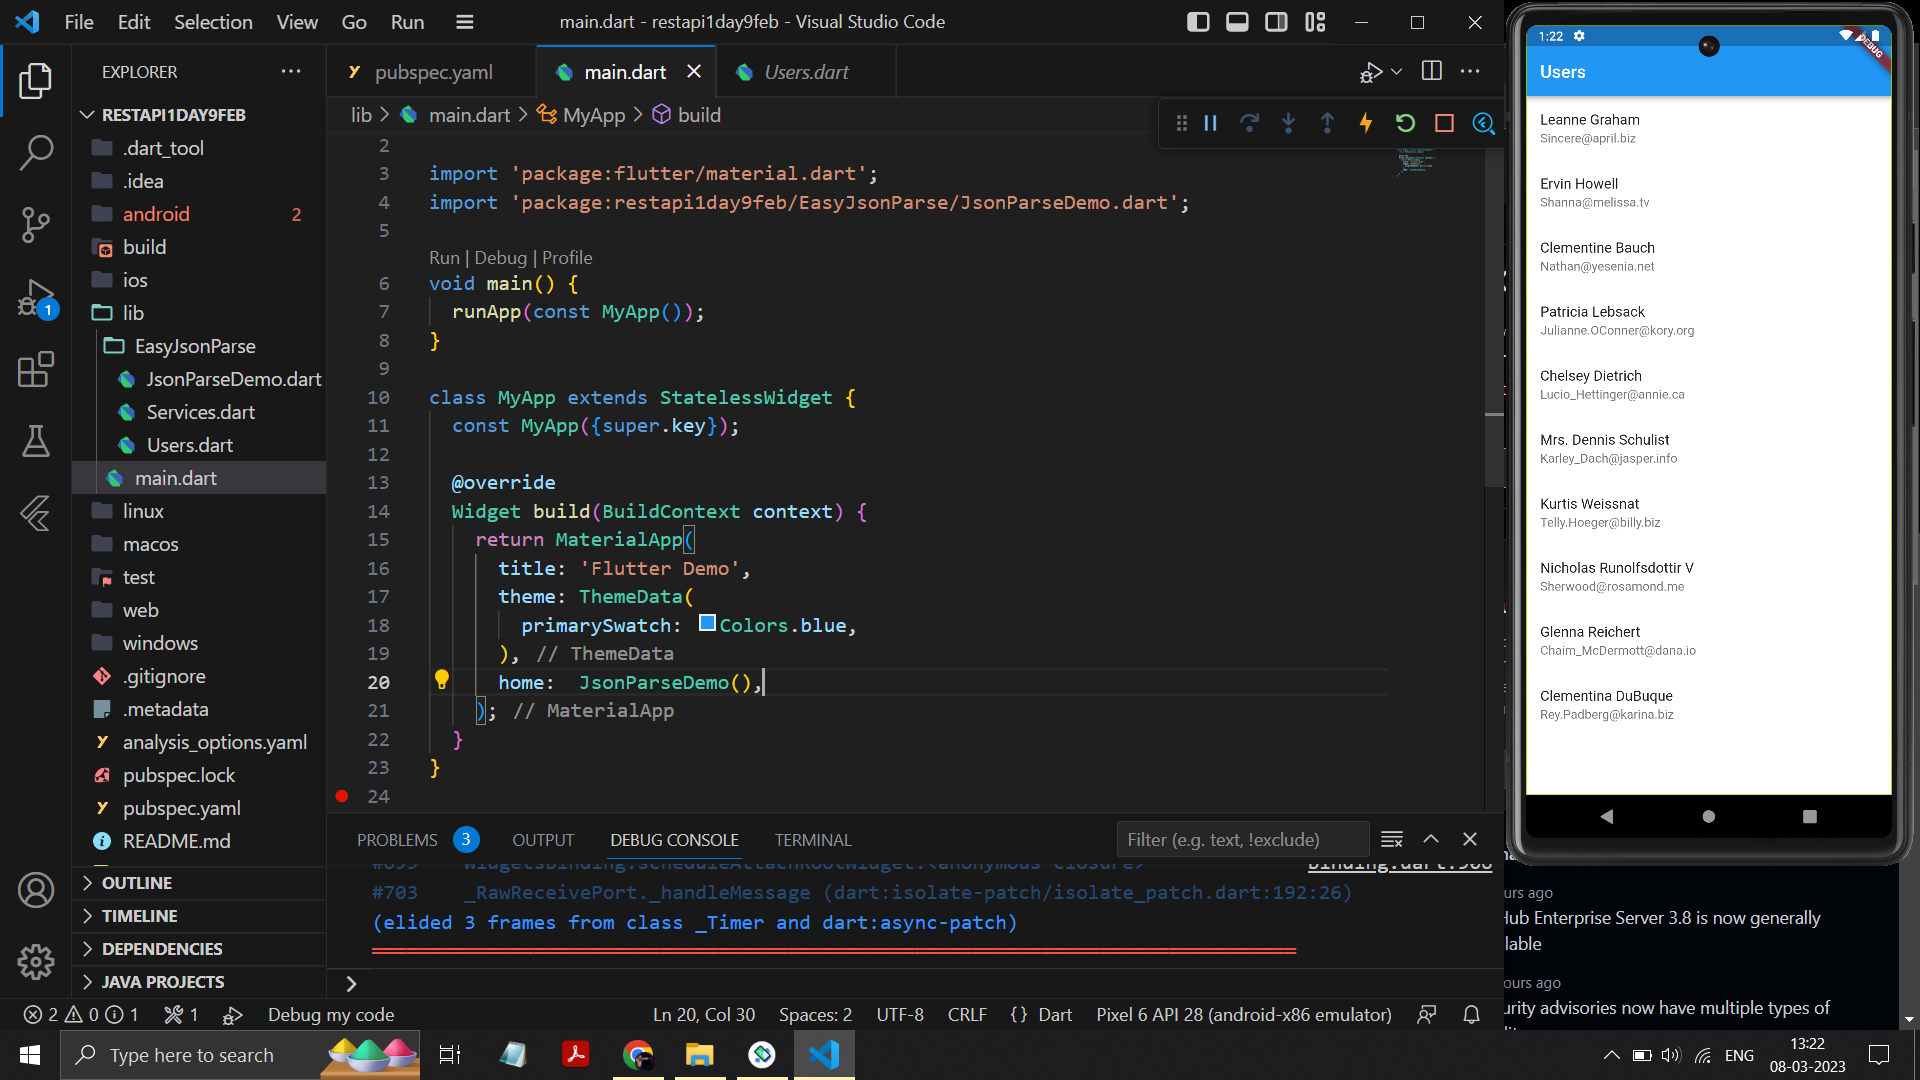 File Edit Selection View Go Run
main.dart - restapi1day9feb - Visual Studio Code
EXPLORER
RESTAPI1DAY9FEB
.dart_tool
.idea
android 2
build
ios
lib
EasyJsonParse
JsonParseDemo.dart
Services.dart
Users.dart
main.dart
linux
macos
test
web
windows
.gitignore
.metadata
analysis_options.yaml
pubspec.lock
pubspec.yaml
README.md
OUTLINE
TIMELINE
DEPENDENCIES
JAVA PROJECTS
1
pubspec.yaml
main.dart
Users.dart
lib > main.dart > MyApp > build
2
3 import 'package:flutter/material.dart';
4 import 'package:restapi1day9feb/EasyJsonParse/JsonParseDemo.dart';
5
Run | Debug | Profile
6 void main() {
7 runApp(const MyApp());
8 }
9
10 class MyApp extends StatelessWidget {
11 const MyApp({super.key});
12
13 @override
14 Widget build(BuildContext context) {
15 return MaterialApp(
16 title: 'Flutter Demo',
17 theme: ThemeData(
18 primarySwatch: Colors.blue,
19 ), // ThemeData
20 home: JsonParseDemo(),
21 ); // MaterialApp
22 }
23 }
24
PROBLEMS 3 OUTPUT DEBUG CONSOLE TERMINAL
Filter (e.g. text, !exclude)
#703 _RawReceivePort._handleMessage (dart:isolate-patch/isolate_patch.dart:192:26)
(elided 3 frames from class _Timer and dart:async-patch)
2 0 1 1 Debug my code
Ln 20, Col 30 Spaces: 2 UTF-8 CRLF {} Dart Pixel 6 API 28 (android-x86 emulator)
1:22
DEBUG
Users
Leanne Graham
Sincere@april.biz
Ervin Howell
Shanna@melissa.tv
Clementine Bauch
Nathan@yesenia.net
Patricia Lebsack
Julianne.OConner@kory.org
Chelsey Dietrich
Lucio_Hettinger@annie.ca
Mrs. Dennis Schulist
Karley_Dach@jasper.info
Kurtis Weissnat
Telly.Hoeger@billy.biz
Nicholas Runolfsdottir V
Sherwood@rosamond.me
Glenna Reichert
Chaim_McDermott@dana.io
Clementina DuBuque
Rey.Padberg@karina.biz
urs ago
Hub Enterprise Server 3.8 is now generally
lable
ours ago
urity advisories now have multiple types of
Type here to search
ENG
13:22
08-03-2023